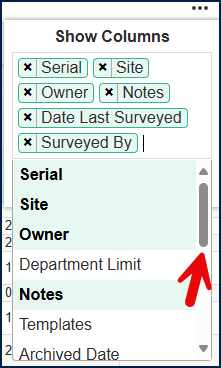 Show Columns
× Serial × Site
× Owner × Notes
× Date Last Surveyed
× Surveyed By
Serial
Site
Owner
Department Limit
Notes
Templates
Archived Date